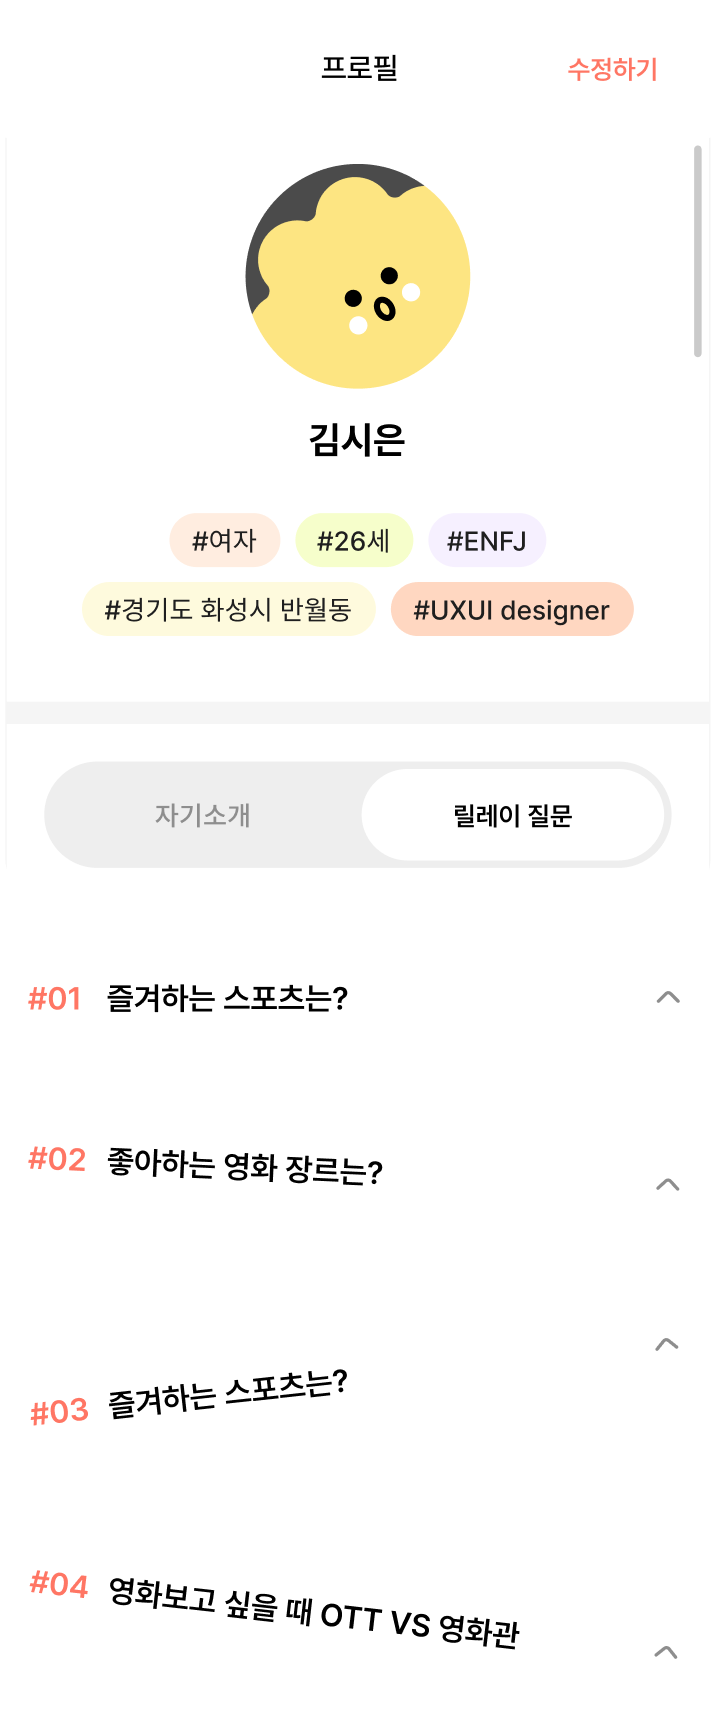 프로필 수정하기
김시은
#여자 #26세 #ENFJ
#경기도 화성시 반월동 #UXUI designer
자기소개 릴레이 질문
#01 즐겨하는 스포츠는?
#02 좋아하는 영화 장르는?
#03 즐겨하는 스포츠는?
#04 영화보고 싶을 때 OTT VS 영화관